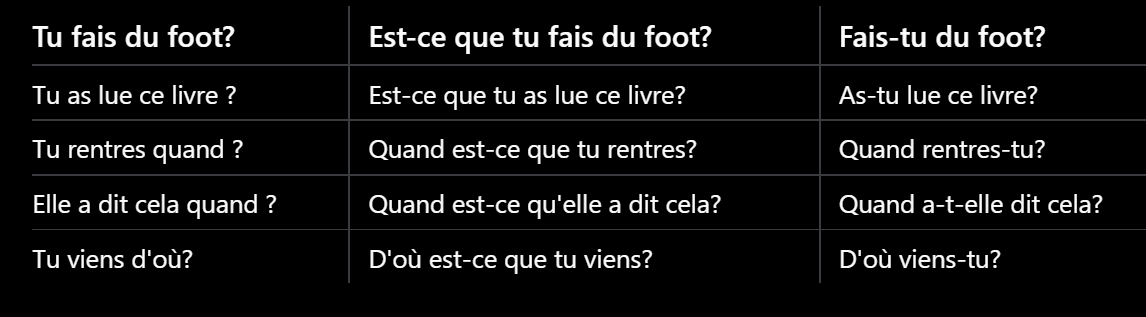 Tu fais du foot? Est-ce que tu fais du foot? Fais-tu du foot?
Tu as lue ce livre ? Est-ce que tu as lue ce livre? As-tu lue ce livre?
Tu rentres quand ? Quand est-ce que tu rentres? Quand rentres-tu?
Elle a dit cela quand ? Quand est-ce qu'elle a dit cela? Quand a-t-elle dit cela?
Tu viens d'où? D'où est-ce que tu viens? D'où viens-tu?